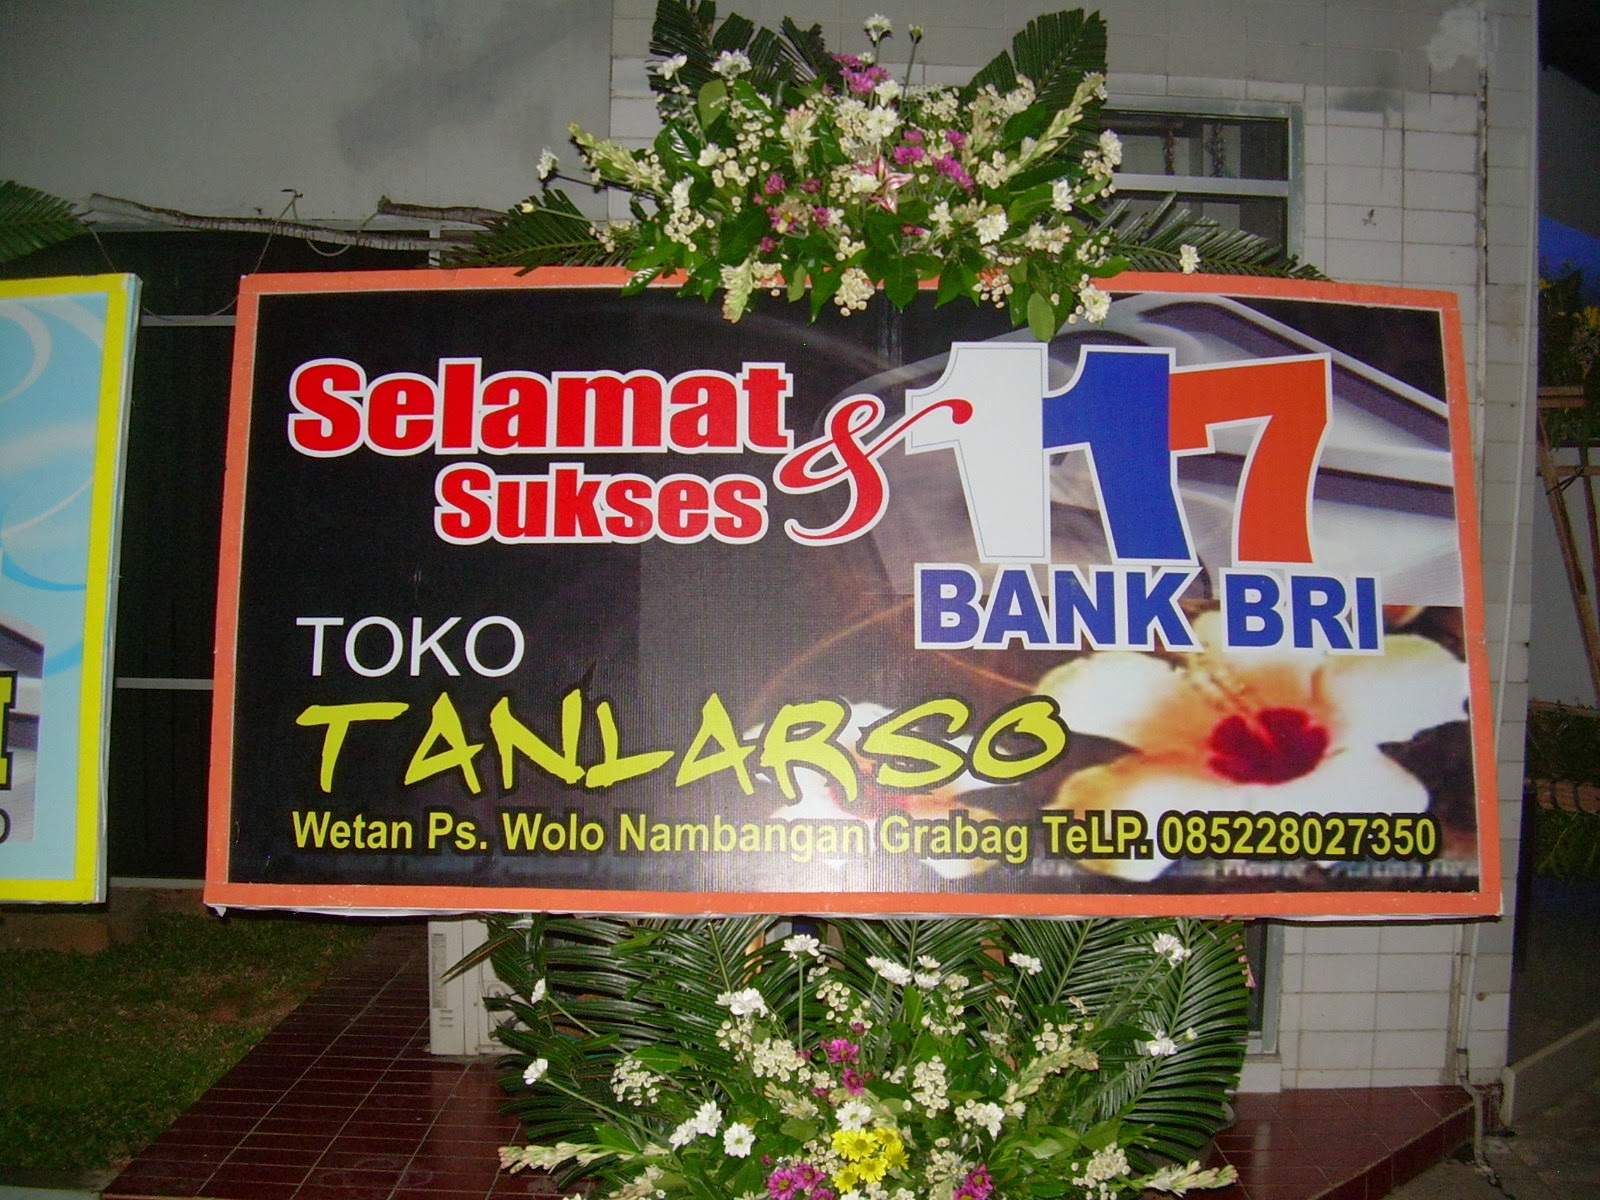 Selamat
& 117
Sukses
BANK BRI
TOKO
TANLARSO
Wetan Ps. Wolo Nambangan Grabag TeLP. 085228027350